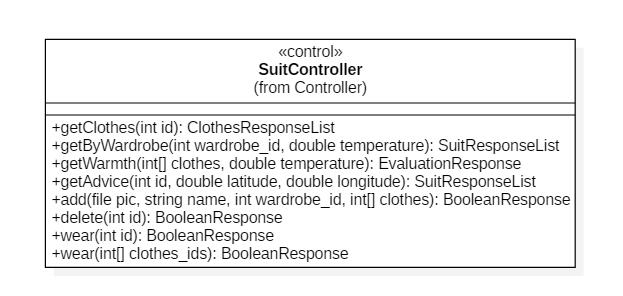 «control»
SuitController
(from Controller)
+getClothes(int id): ClothesResponseList
+getByWardrobe(int wardrobe_id, double temperature): SuitResponseList
+getWarmth(int[] clothes, double temperature): EvaluationResponse
+getAdvice(int id, double latitude, double longitude): SuitResponseList
+add(file pic, string name, int wardrobe_id, int[] clothes): BooleanResponse
+delete(int id): BooleanResponse
+wear(int id): BooleanResponse
+wear(int[] clothes_ids): BooleanResponse